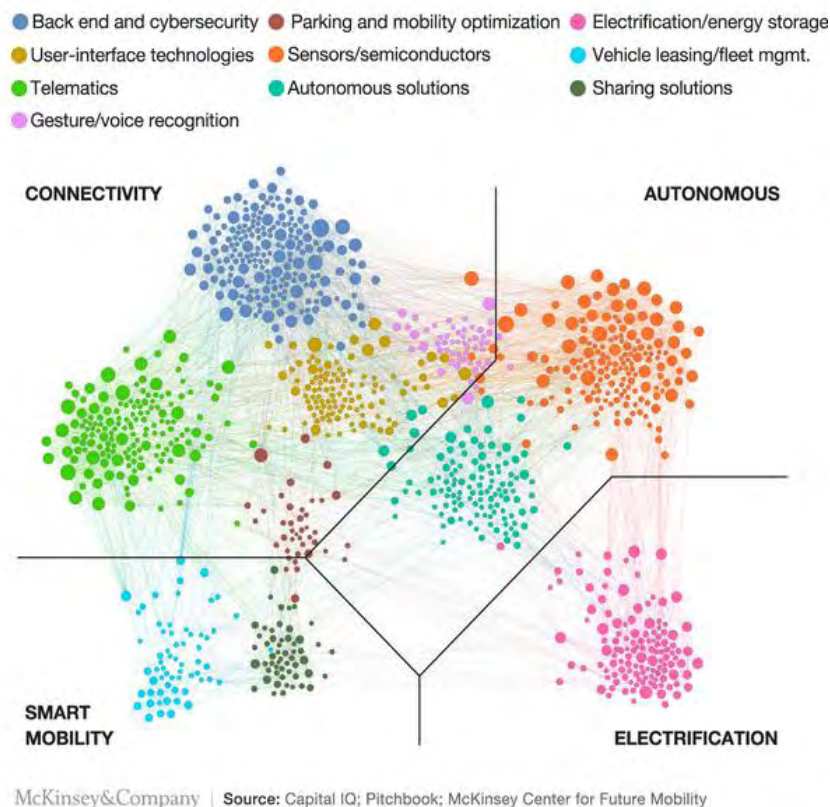 Back end and cybersecurity
Parking and mobility optimization
Electrification/energy storage
User-interface technologies
Sensors/semiconductors
Vehicle leasing/fleet mgmt.
Telematics
Autonomous solutions
Sharing solutions
Gesture/voice recognition
CONNECTIVITY
AUTONOMOUS
SMART
MOBILITY
ELECTRIFICATION
McKinsey&Company | Source: Capital IQ; Pitchbook; McKinsey Center for Future Mobility